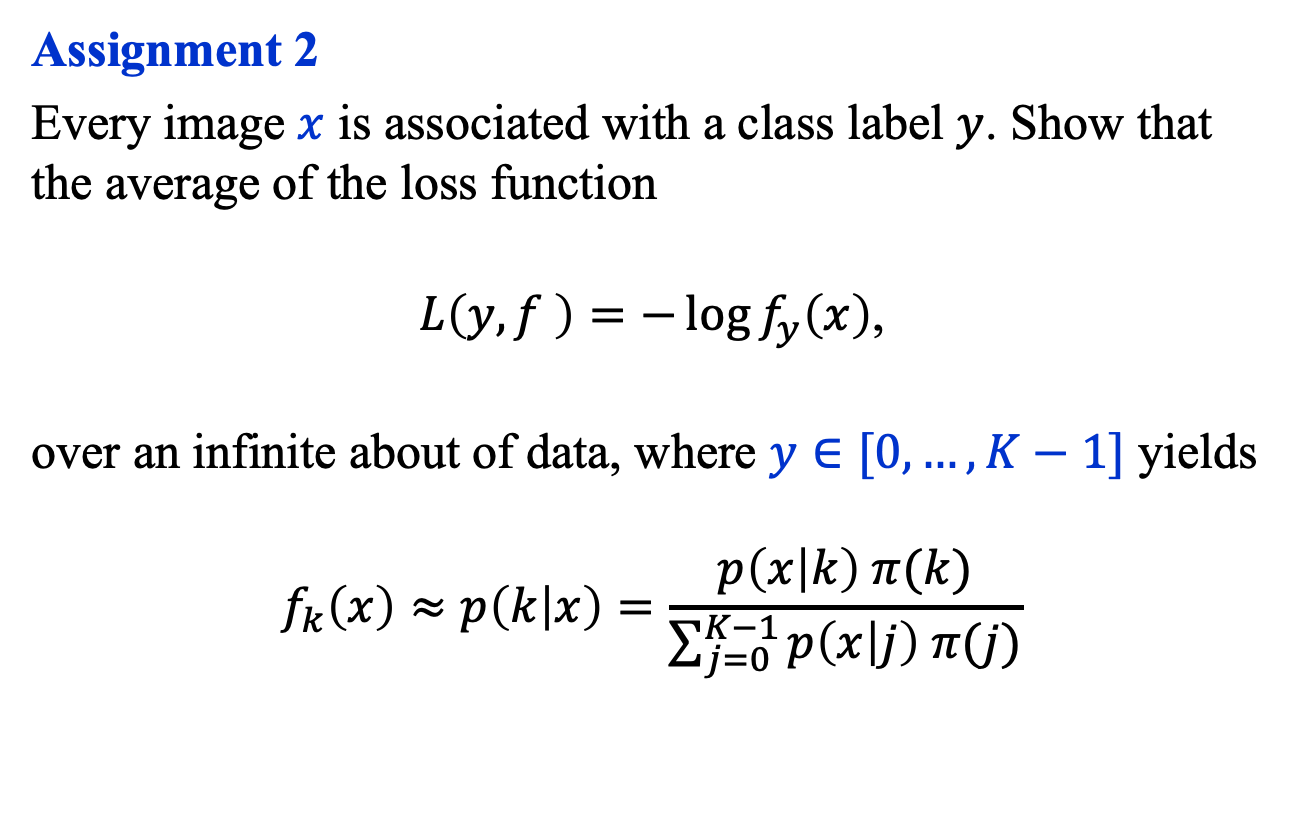 Assignment 2
Every image x is associated with a class label y. Show that
the average of the loss function
L(y, f ) = − log f_y(x),
over an infinite about of data, where y ∈ [0, … , K − 1] yields
f_k(x) ≈ p(k|x) = p(x|k) π(k) / ∑_{j=0}^{K−1} p(x|j) π(j)